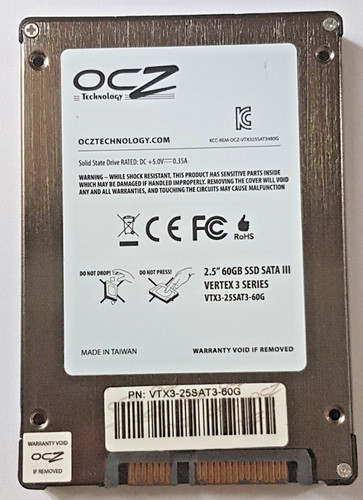 OCZ
Technology
OCZTECHNOLOGY.COM
KCC-REM-OCZ-VTX325SAT3480G
Solid State Drive RATED: DC +5.0V⎓0.35A
WARNING – WHILE SHOCK RESISTANT, THIS PRODUCT HAS SENSITIVE PARTS INSIDE
WHICH MAY BE DAMAGED IF HANDLED IMPROPERLY. REMOVING THE COVER WILL VOID
ANY AND ALL WARRANTIES, AND TOUCHING THE CIRCUITS MAY CAUSE MALFUNCTION
CE FC RoHS
DO NOT DROP! DO NOT PRESS!
2.5" 60GB SSD SATA III
VERTEX 3 SERIES
VTX3-25SAT3-60G
MADE IN TAIWAN
WARRANTY VOID IF REMOVED
PN: VTX3-25SAT3-60G
WARRANTY VOID
OCZ
IF REMOVED